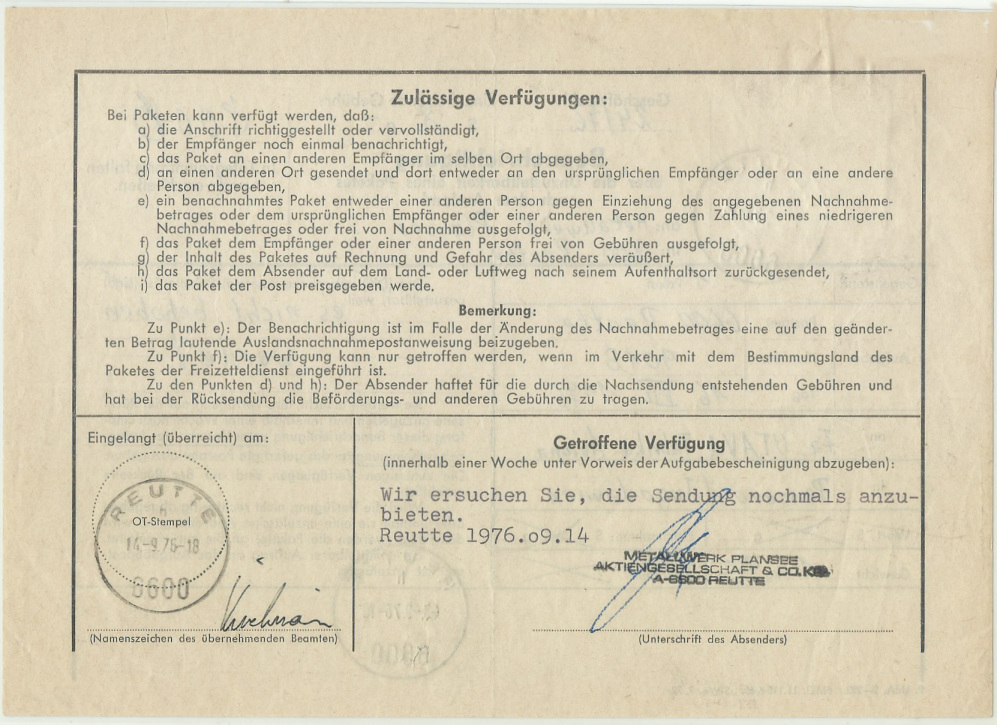 Zulässige Verfügungen:
Bei Paketen kann verfügt werden, daß:
a) die Anschrift richtiggestellt oder vervollständigt,
b) der Empfänger noch einmal benachrichtigt,
c) das Paket an einen anderen Empfänger im selben Ort abgegeben,
d) an einen anderen Ort gesendet und dort entweder an den ursprünglichen Empfänger oder an eine andere
Person abgegeben,
e) ein benachnahmtes Paket entweder einer anderen Person gegen Einziehung des angegebenen Nachnahme-
betrages oder dem ursprünglichen Empfänger oder einer anderen Person gegen Zahlung eines niedrigeren
Nachnahmebetrages oder frei von Nachnahme ausgefolgt,
f) das Paket dem Empfänger oder einer anderen Person frei von Gebühren ausgefolgt,
g) der Inhalt des Paketes auf Rechnung und Gefahr des Absenders veräußert,
h) das Paket dem Absender auf dem Land- oder Luftweg nach seinem Aufenthaltsort zurückgesendet,
i) das Paket der Post preisgegeben werde.
Bemerkung:
Zu Punkt e): Der Benachrichtigung ist im Falle der Änderung des Nachnahmebetrages eine auf den geänder-
ten Betrag lautende Auslandsnachnahmepostanweisung beizugeben.
Zu Punkt f): Die Verfügung kann nur getroffen werden, wenn im Verkehr mit dem Bestimmungsland des
Paketes der Freizetteldienst eingeführt ist.
Zu den Punkten d) und h): Der Absender haftet für die durch die Nachsendung entstehenden Gebühren und
hat bei der Rücksendung die Beförderungs- und anderen Gebühren zu tragen.
Eingelangt (überreicht) am:
REUTTE
OT-Stempel
14.-9.76-18
6600
(Namenszeichen des übernehmenden Beamten)
Getroffene Verfügung
(innerhalb einer Woche unter Vorweis der Aufgabebescheinigung abzugeben):
Wir ersuchen Sie, die Sendung nochmals anzu-
bieten.
Reutte 1976.o9.14
METALLWERK PLANSEE
AKTIENGESELLSCHAFT & CO. KG.
A-6600 REUTTE
(Unterschrift des Absenders)